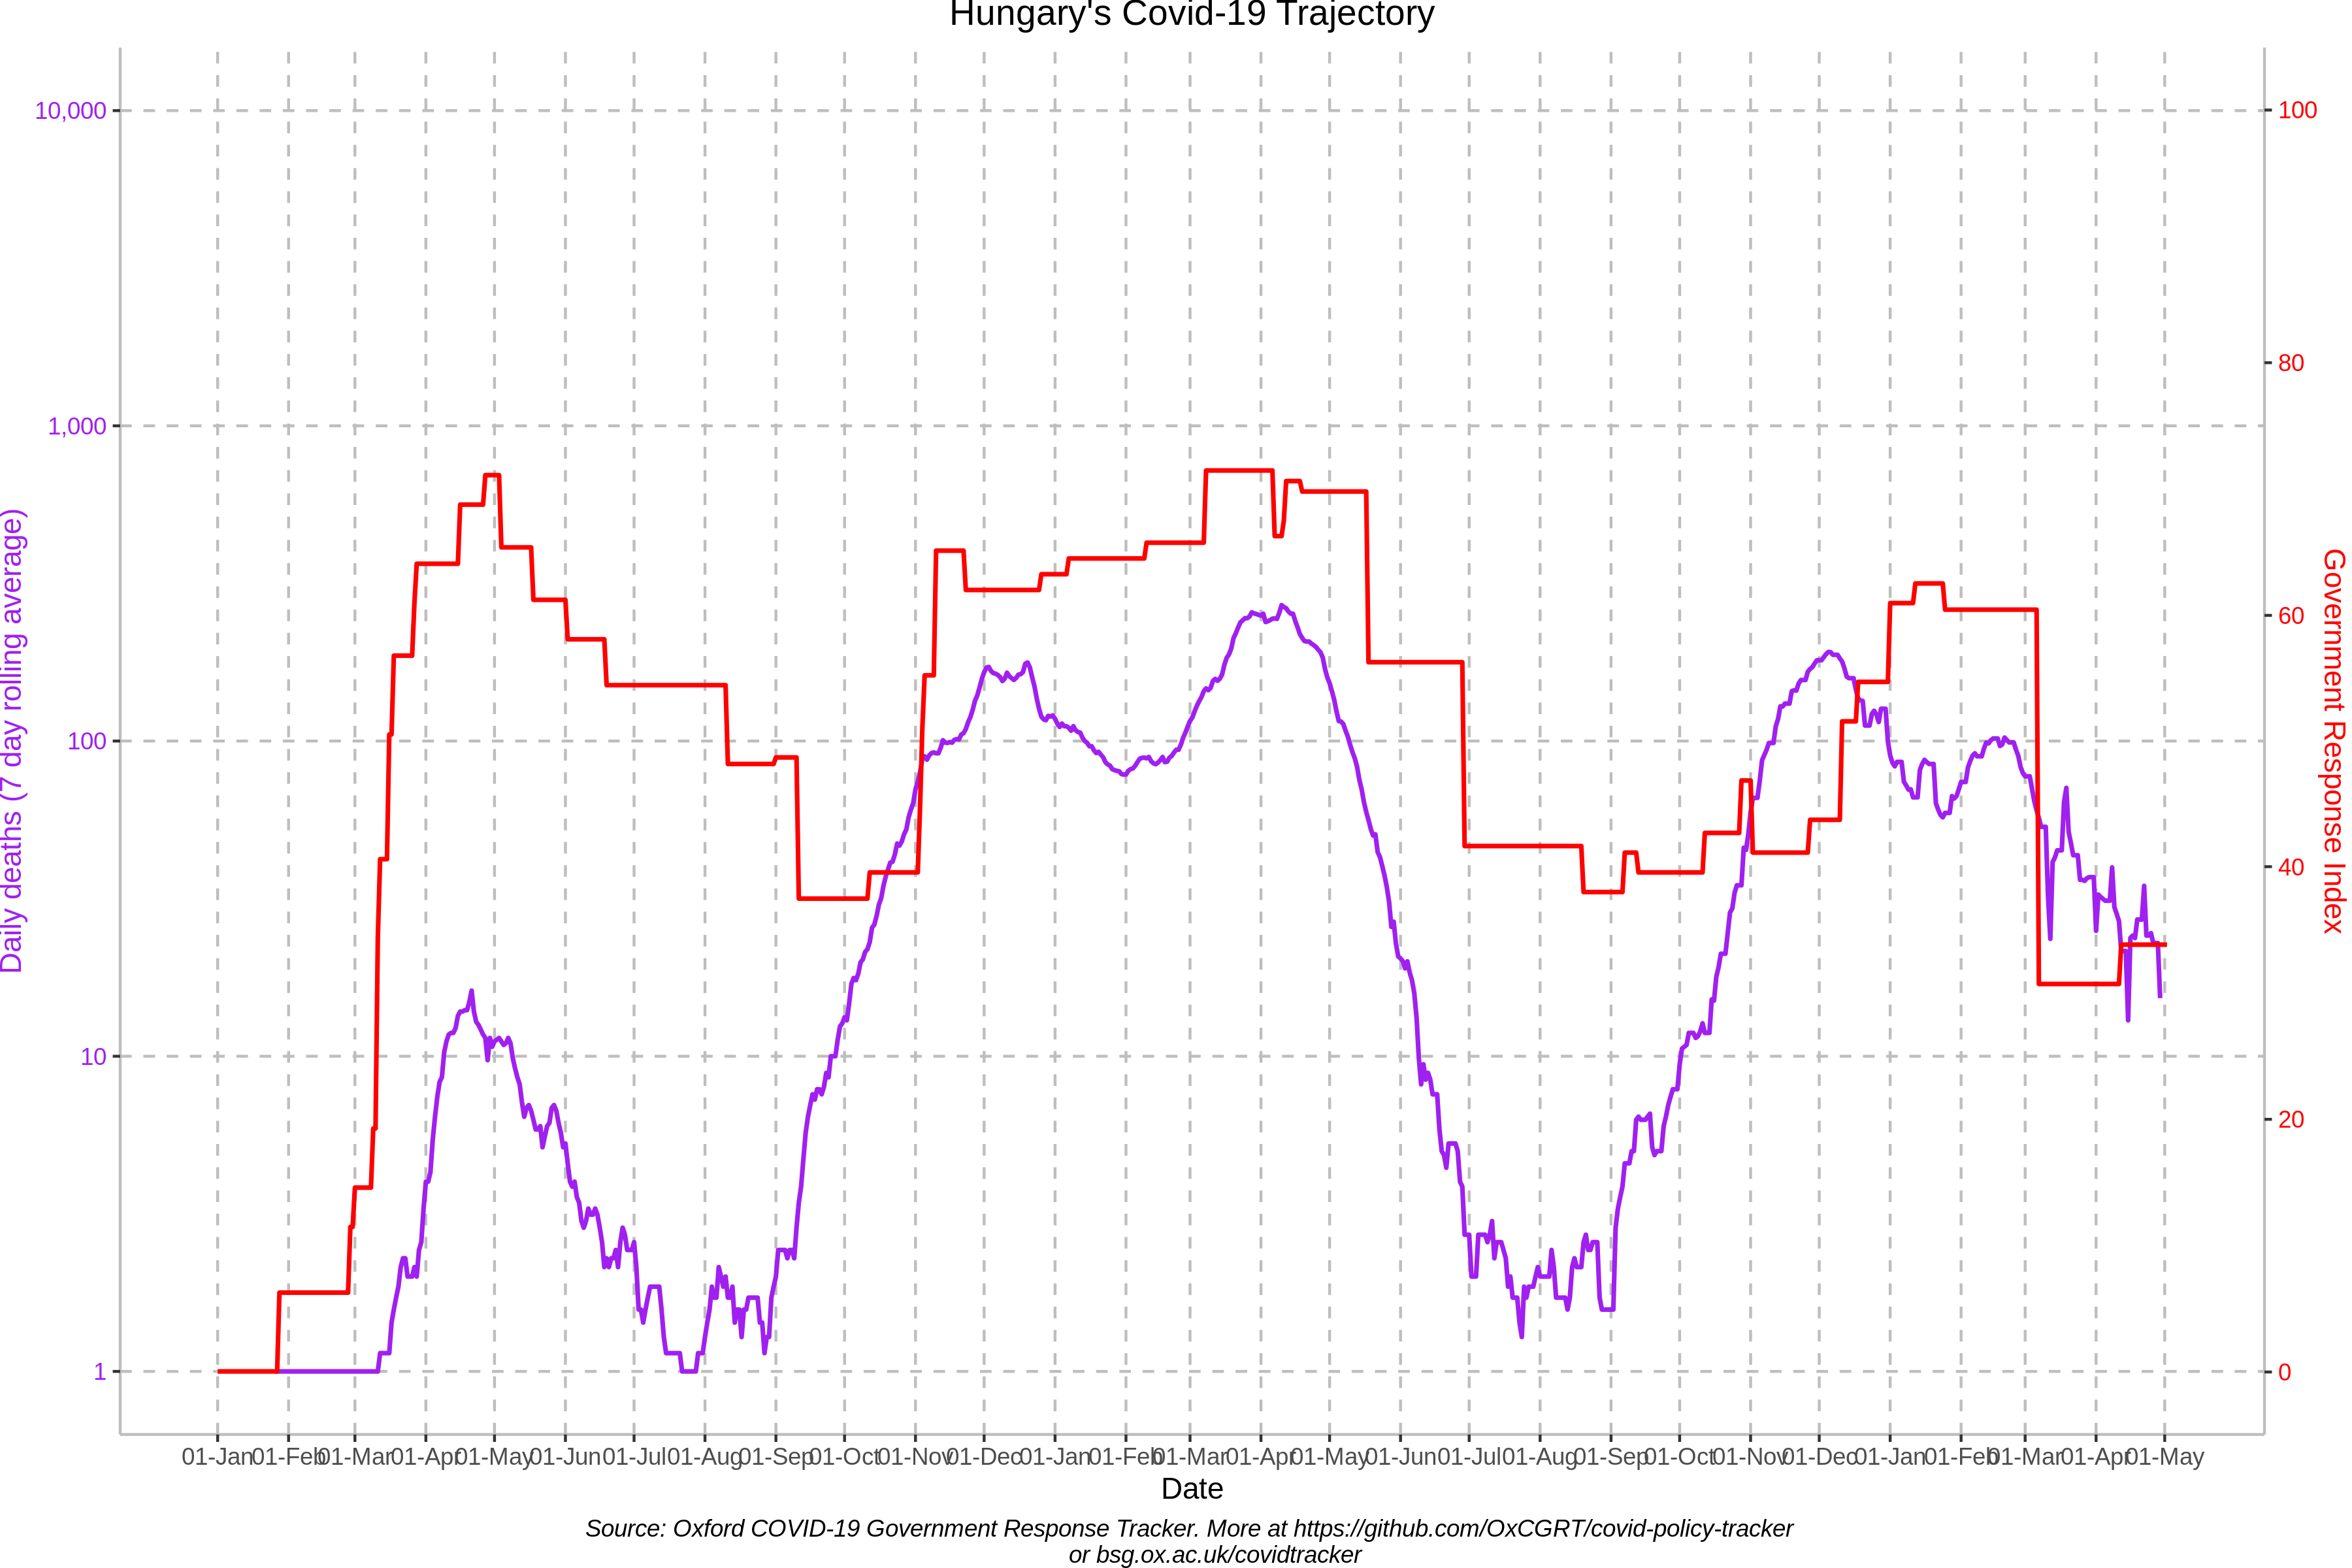 Hungary's Covid-19 Trajectory
10,000
1,000
100
10
1
Daily deaths (7 day rolling average)
100
80
60
40
20
0
Government Response Index
01-Jan 01-Feb 01-Mar 01-Apr 01-May 01-Jun 01-Jul 01-Aug 01-Sep 01-Oct 01-Nov 01-Dec 01-Jan 01-Feb 01-Mar 01-Apr 01-May 01-Jun 01-Jul 01-Aug 01-Sep 01-Oct 01-Nov 01-Dec 01-Jan 01-Feb 01-Mar 01-Apr 01-May
Date
Source: Oxford COVID-19 Government Response Tracker. More at https://github.com/OxCGRT/covid-policy-tracker
or bsg.ox.ac.uk/covidtracker